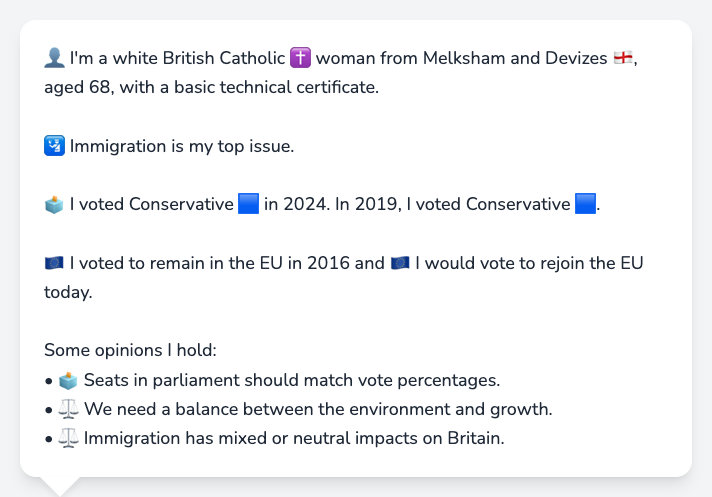 👤 I'm a white British Catholic ✝️ woman from Melksham and Devizes 🏴󠁧󠁢󠁥󠁮󠁧󠁿,
aged 68, with a basic technical certificate.
🛂 Immigration is my top issue.
🗳️ I voted Conservative 🟦 in 2024. In 2019, I voted Conservative 🟦.
🇪🇺 I voted to remain in the EU in 2016 and 🇪🇺 I would vote to rejoin the EU
today.
Some opinions I hold:
• 🗳️ Seats in parliament should match vote percentages.
• ⚖️ We need a balance between the environment and growth.
• ⚖️ Immigration has mixed or neutral impacts on Britain.